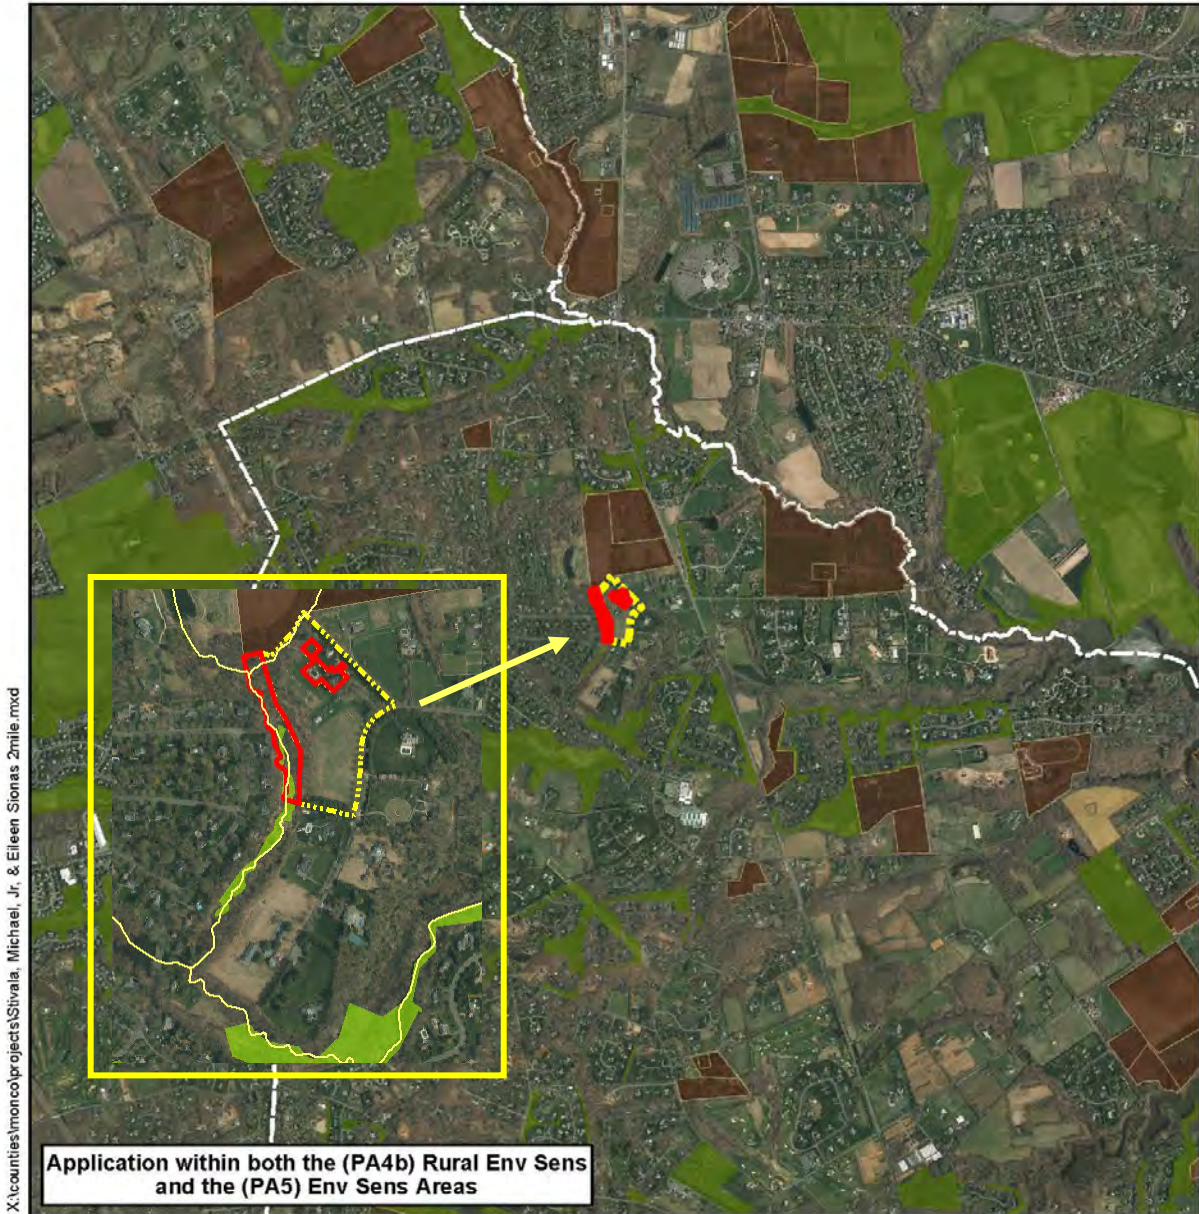 X:\counties\monco\projects\Stivala, Michael, Jr, & Eileen Sionas 2mile.mxd
Application within both the (PA4b) Rural Env Sens
and the (PA5) Env Sens Areas